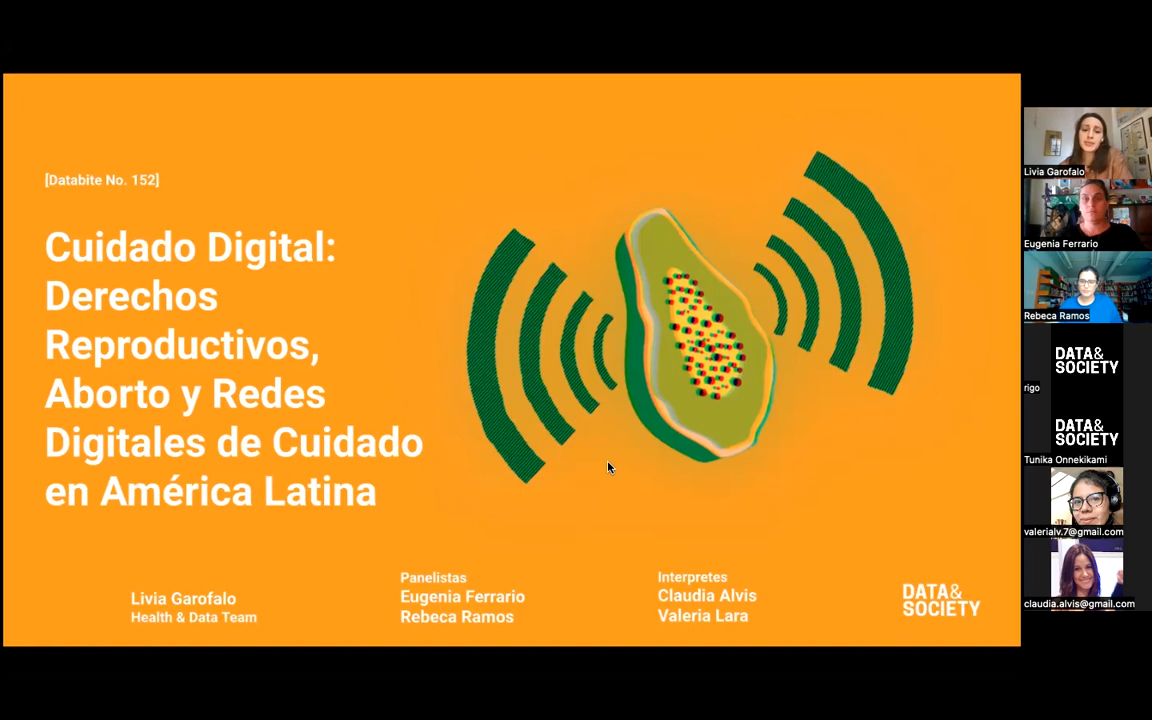 [Databite No. 152]
Cuidado Digital:
Derechos
Reproductivos,
Aborto y Redes
Digitales de Cuidado
en América Latina
Livia Garofalo
Health & Data Team
Panelistas
Eugenia Ferrario
Rebeca Ramos
Interpretes
Claudia Alvis
Valeria Lara
DATA&
SOCIETY
Livia Garofalo
Eugenia Ferrario
Rebeca Ramos
DATA&
SOCIETY
rigo
DATA&
SOCIETY
Tunika Onnekikami
valerialv.7@gmail.com
claudia.alvis@gmail.com